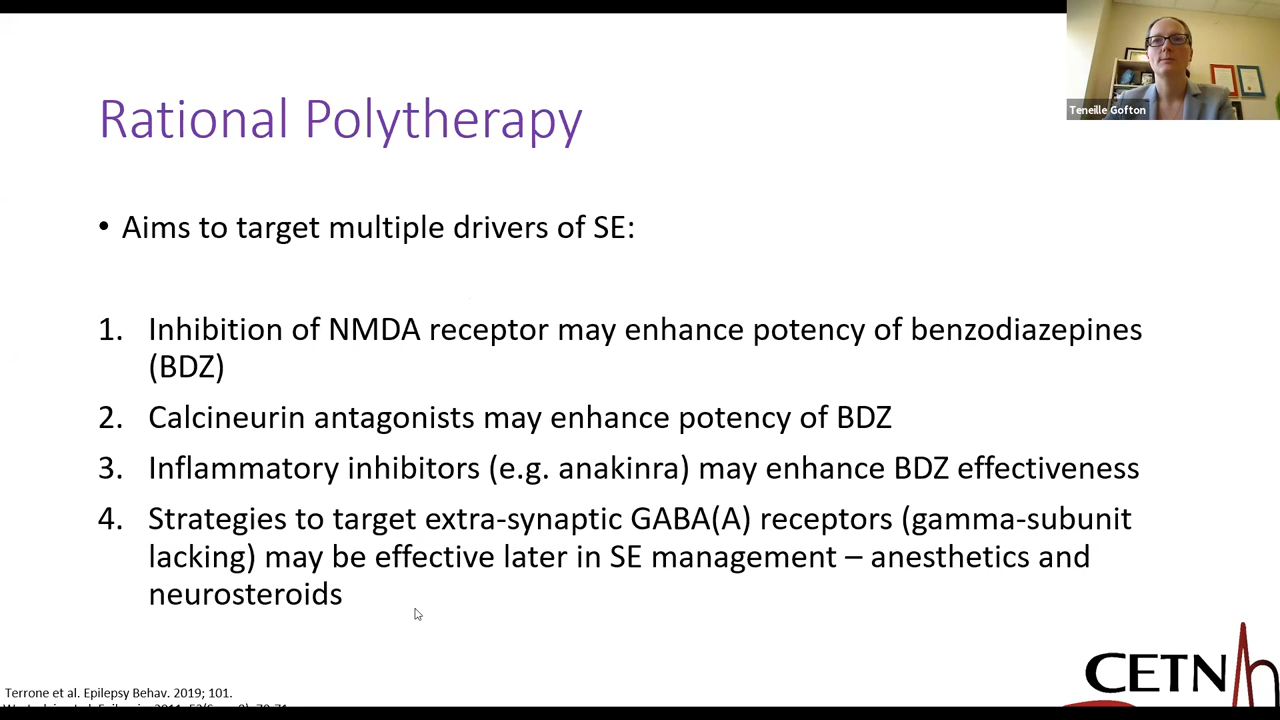 Teneille Gofton
Rational Polytherapy
• Aims to target multiple drivers of SE:
1. Inhibition of NMDA receptor may enhance potency of benzodiazepines
(BDZ)
2. Calcineurin antagonists may enhance potency of BDZ
3. Inflammatory inhibitors (e.g. anakinra) may enhance BDZ effectiveness
4. Strategies to target extra-synaptic GABA(A) receptors (gamma-subunit
lacking) may be effective later in SE management – anesthetics and
neurosteroids
Terrone et al. Epilepsy Behav. 2019; 101.
CETN